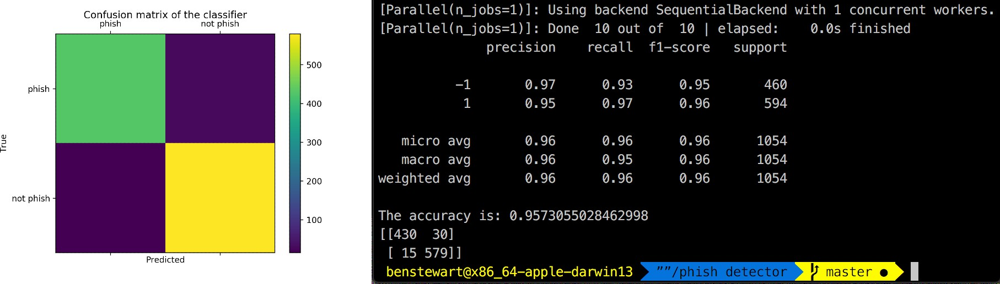 Confusion matrix of the classifier
phish not phish
phish
not phish
True
Predicted
500
400
300
200
100
[Parallel(n_jobs=1)]: Using backend SequentialBackend with 1 concurrent workers.
[Parallel(n_jobs=1)]: Done  10 out of  10 | elapsed:    0.0s finished
              precision    recall  f1-score   support

          -1       0.97      0.93      0.95       460
           1       0.95      0.97      0.96       594

   micro avg       0.96      0.96      0.96      1054
   macro avg       0.96      0.95      0.96      1054
weighted avg       0.96      0.96      0.96      1054

The accuracy is: 0.9573055028462998
[[430  30]
 [ 15 579]]
benstewart@x86_64-apple-darwin13 ””/phish detector master ●